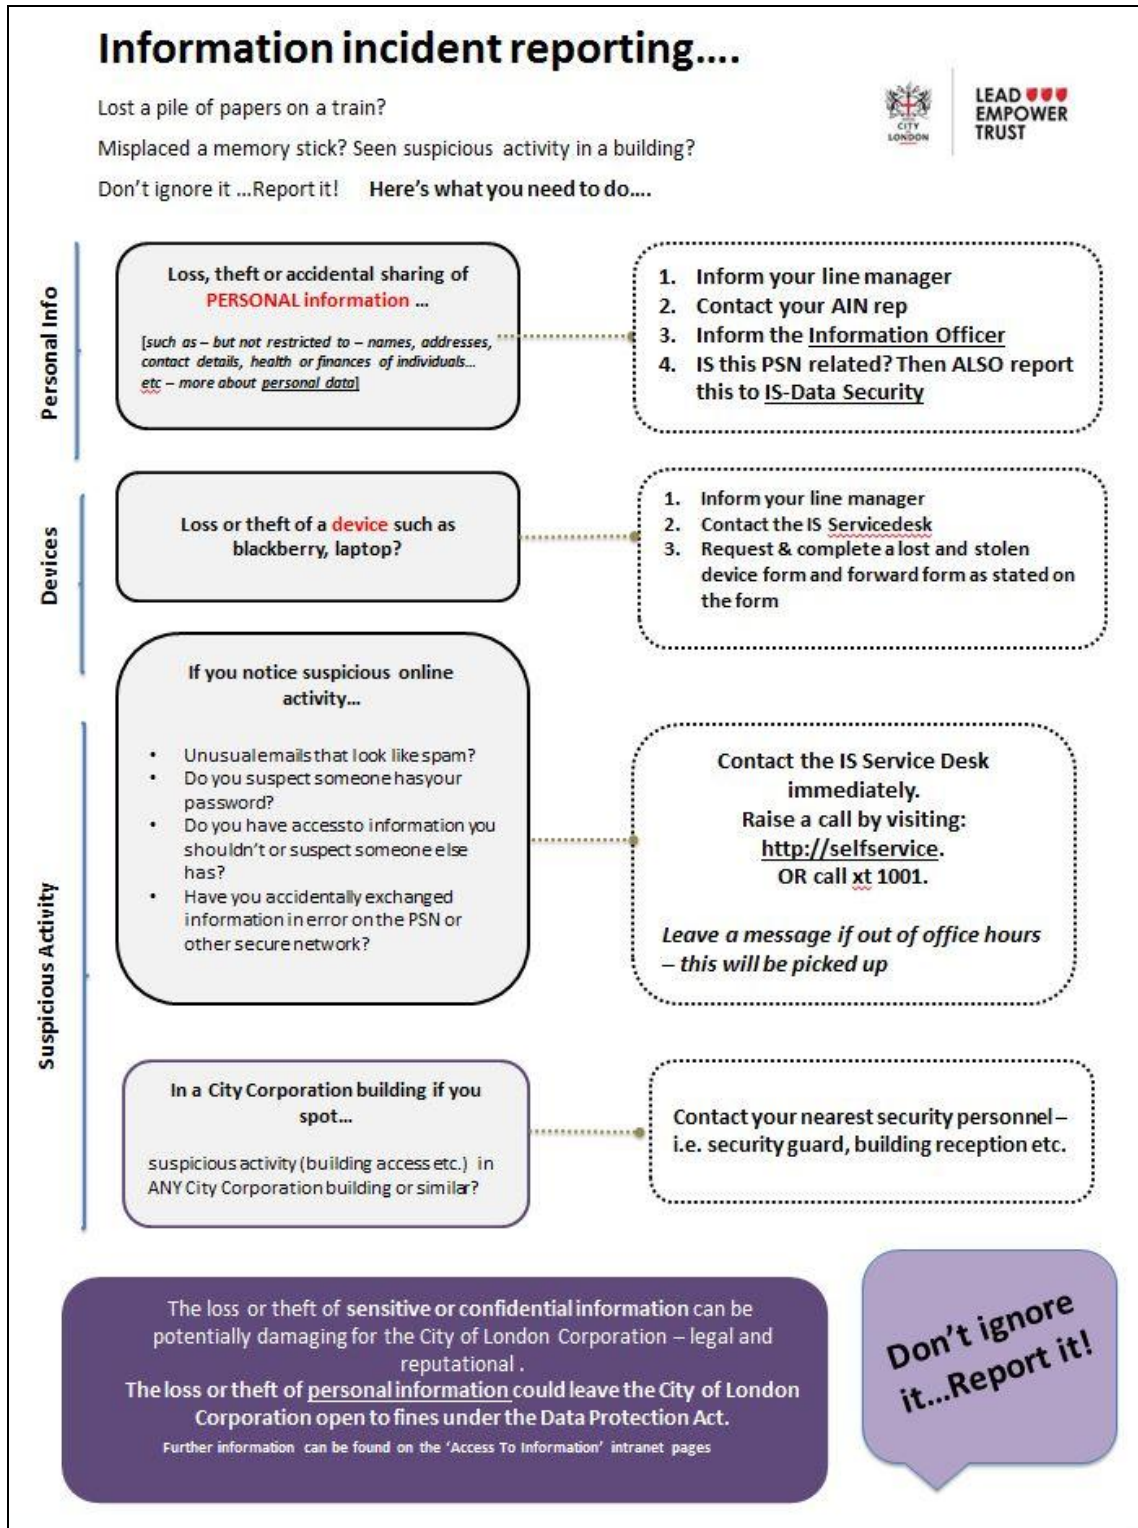 Information incident reporting....
Lost a pile of papers on a train?
Misplaced a memory stick? Seen suspicious activity in a building?
Don't ignore it ...Report it! Here's what you need to do....
CITY
LONDON
LEAD
EMPOWER
TRUST
Personal Info
Loss, theft or accidental sharing of
PERSONAL information ...
[such as – but not restricted to – names, addresses,
contact details, health or finances of individuals...
etc – more about personal data]
1. Inform your line manager
2. Contact your AIN rep
3. Inform the Information Officer
4. IS this PSN related? Then ALSO report
this to IS-Data Security
Devices
Loss or theft of a device such as
blackberry, laptop?
1. Inform your line manager
2. Contact the IS Servicedesk
3. Request & complete a lost and stolen
device form and forward form as stated on
the form
Suspicious Activity
If you notice suspicious online
activity...
• Unusual emails that look like spam?
• Do you suspect someone has your
password?
• Do you have access to information you
shouldn't or suspect someone else
has?
• Have you accidentally exchanged
information in error on the PSN or
other secure network?
Contact the IS Service Desk
immediately.
Raise a call by visiting:
http://selfservice.
OR call xt 1001.
Leave a message if out of office hours
– this will be picked up
In a City Corporation building if you
spot...
suspicious activity (building access etc.) in
ANY City Corporation building or similar?
Contact your nearest security personnel –
i.e. security guard, building reception etc.
The loss or theft of sensitive or confidential information can be
potentially damaging for the City of London Corporation – legal and
reputational .
The loss or theft of personal information could leave the City of London
Corporation open to fines under the Data Protection Act.
Further information can be found on the 'Access To Information' intranet pages
Don't ignore
it...Report it!